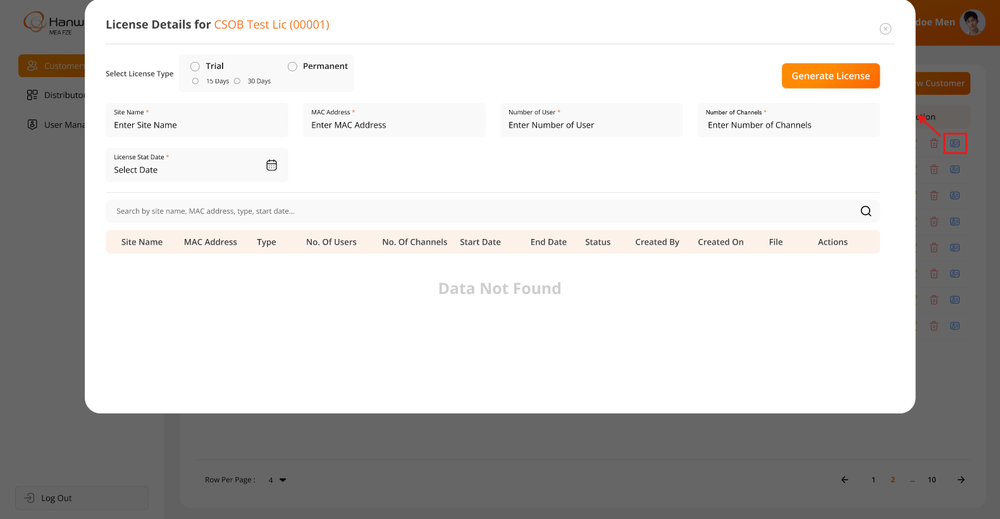 License Details for CSOB Test Lic (00001)
Hanw
MEA FZE
doe Men
Select License Type
Trial
Permanent
15 Days
30 Days
Generate License
Customers
w Customer
Distributor
User Mana
Site Name *
Enter Site Name
MAC Address *
Enter MAC Address
Number of User *
Enter Number of User
Number of Channels *
Enter Number of Channels
tion
License Stat Date *
Select Date
Search by site name, MAC address, type, start date...
Site Name MAC Address Type No. Of Users No. Of Channels Start Date End Date Status Created By Created On File Actions
Data Not Found
Row Per Page : 4
1 2 ... 10
Log Out